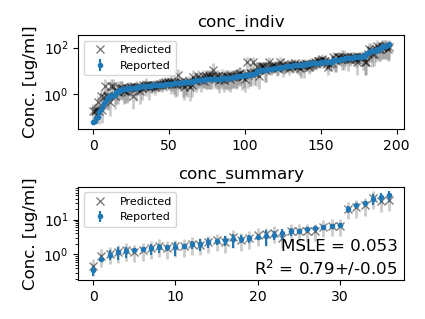 conc_indiv
Conc. [ug/ml]
10²
10⁰
Predicted
Reported
0 50 100 150 200
conc_summary
Conc. [ug/ml]
10¹
10⁰
Predicted
Reported
MSLE = 0.053
R² = 0.79+/-0.05
0 10 20 30